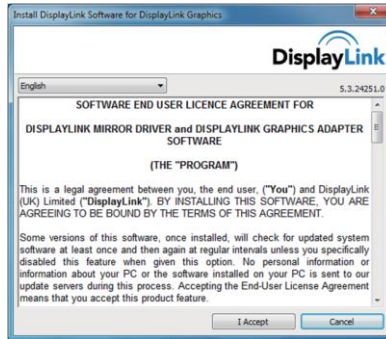 Install DisplayLink Software for DisplayLink Graphics
DisplayLink
English
5.3.24251.0
SOFTWARE END USER LICENCE AGREEMENT FOR
DISPLAYLINK MIRROR DRIVER and DISPLAYLINK GRAPHICS ADAPTER
SOFTWARE
(THE "PROGRAM")
This is a legal agreement between you, the end user, ("You") and DisplayLink
(UK) Limited ("DisplayLink"). BY INSTALLING THIS SOFTWARE, YOU ARE
AGREEING TO BE BOUND BY THE TERMS OF THIS AGREEMENT.
Some versions of this software, once installed, will check for updated system
software at least once and then again at regular intervals unless you specifically
disabled this feature when given this option. No personal information or
information about your PC or the software installed on your PC is sent to our
update servers during this process. Accepting the End-User License Agreement
means that you accept this product feature.
I Accept
Cancel